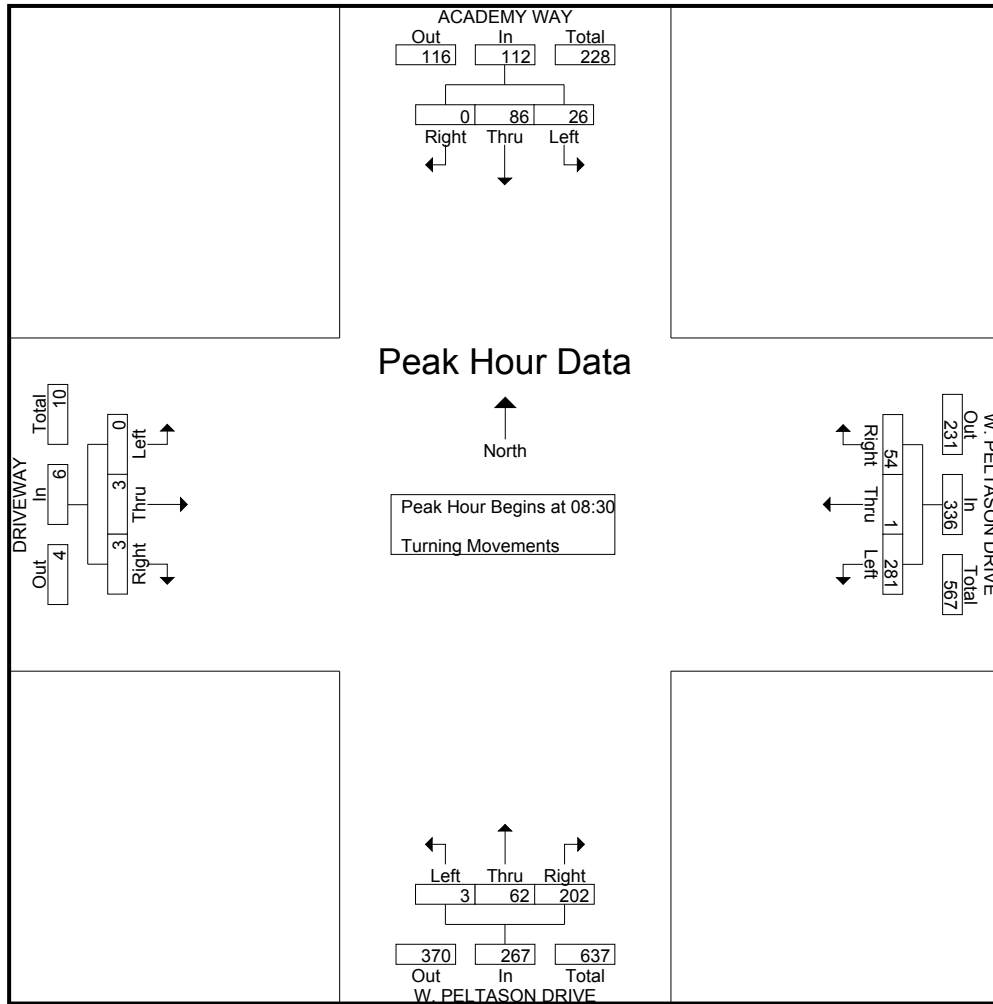 ACADEMY WAY
Out In Total
116 112 228
0 86 26
Right Thru Left
Peak Hour Data
North
Peak Hour Begins at 08:30
Turning Movements
DRIVEWAY
Out In Total
4 6 10
0 3 3
Left Thru Right
W. PELTASON DRIVE
Out In Total
231 336 567
54 1 281
Right Thru Left
Left Thru Right
3 62 202
370 267 637
Out In Total
W. PELTASON DRIVE